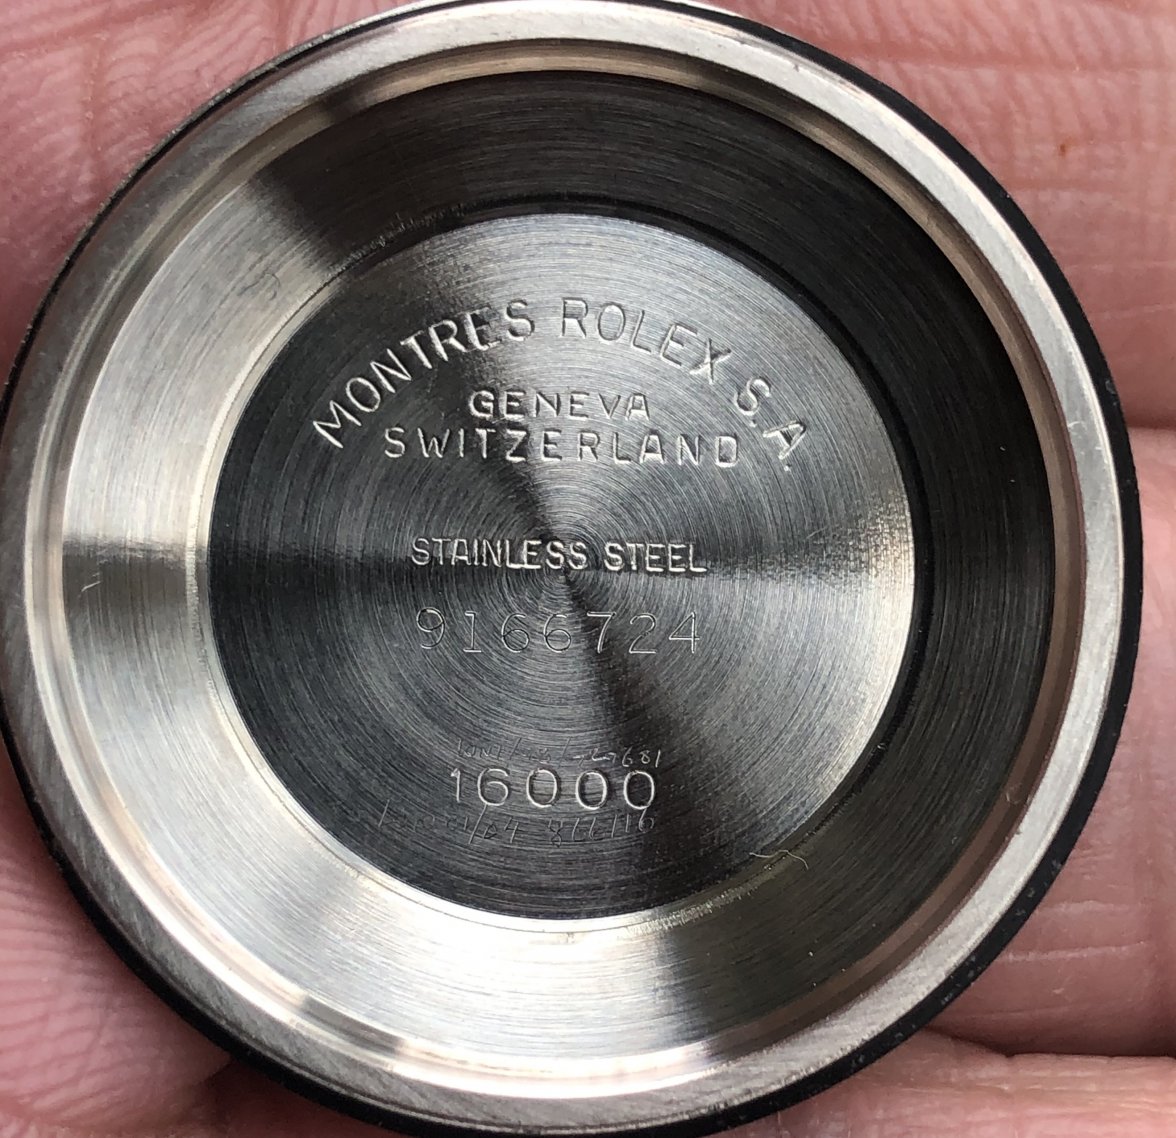 MONTRES ROLEX S.A.
GENEVA
SWITZERLAND
STAINLESS STEEL
9166724
16000